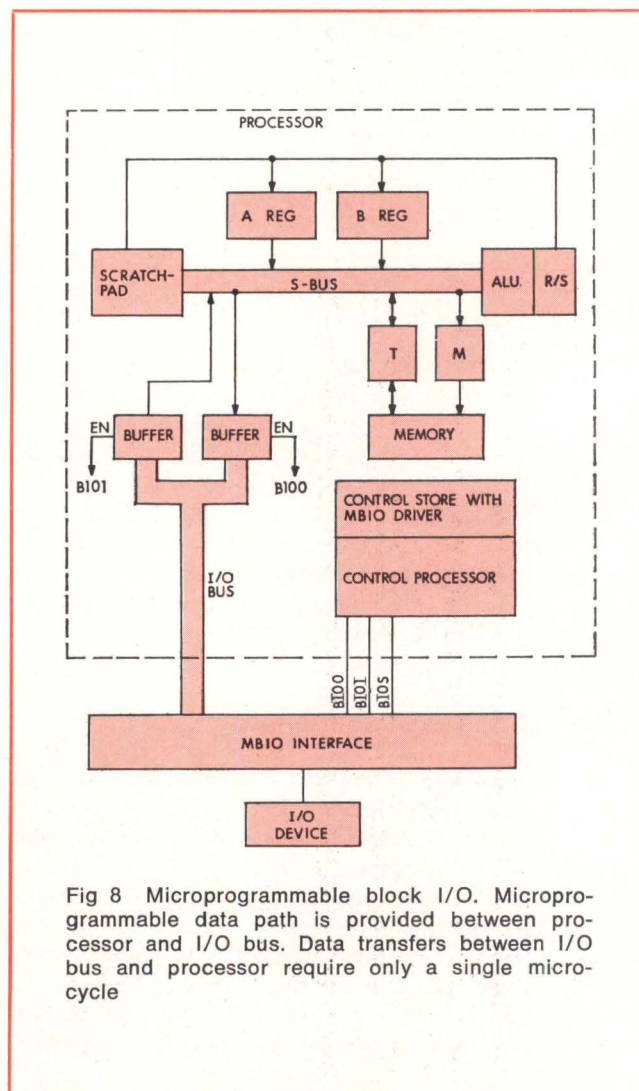 PROCESSOR
A REG
B REG
SCRATCH-
PAD
S-BUS
ALU.
R/S
T
M
EN
BUFFER
BUFFER
EN
MEMORY
BI01
BI00
CONTROL STORE WITH
MBIO DRIVER
I/O
BUS
CONTROL PROCESSOR
BIOO
BIOI
BIOS
MBIO INTERFACE
I/O
DEVICE
Fig 8 Microprogrammable block I/O. Micropro-
grammable data path is provided between pro-
cessor and I/O bus. Data transfers between I/O
bus and processor require only a single micro-
cycle